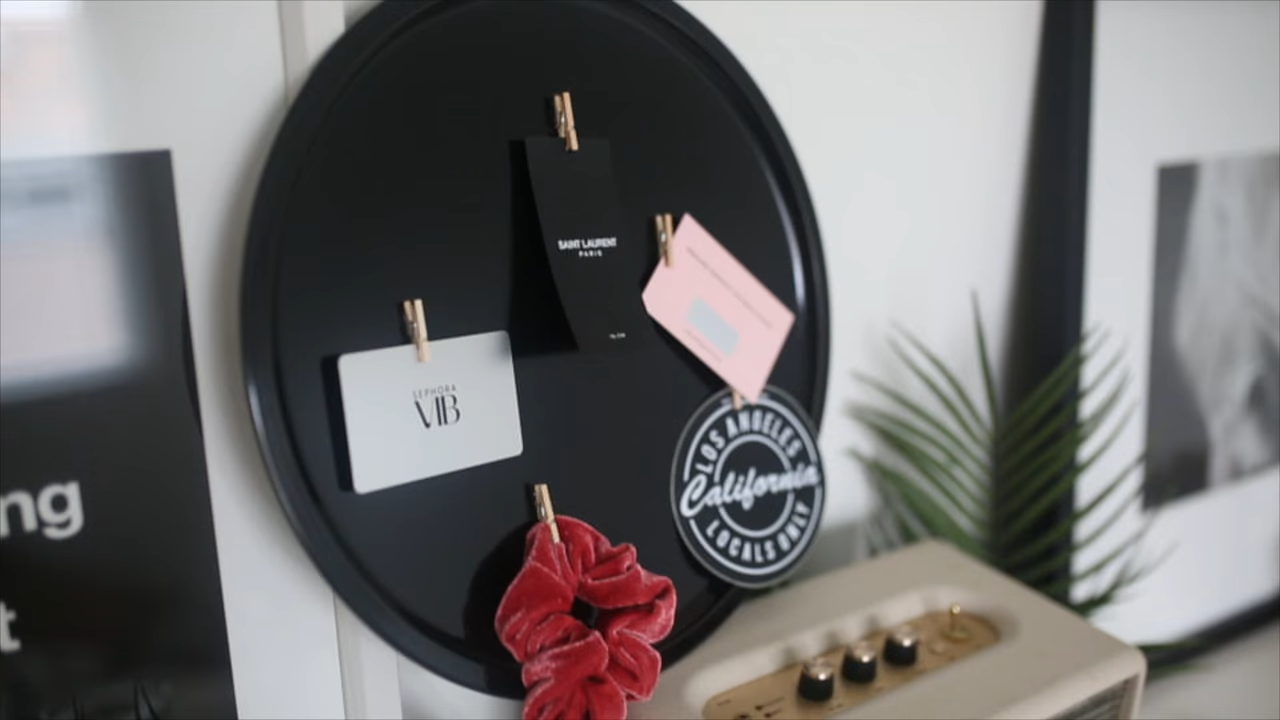 SAINT LAURENT
PARIS
SEPHORA
VIB
LOS ANGELES
California
LOCALS ONLY
ng
t